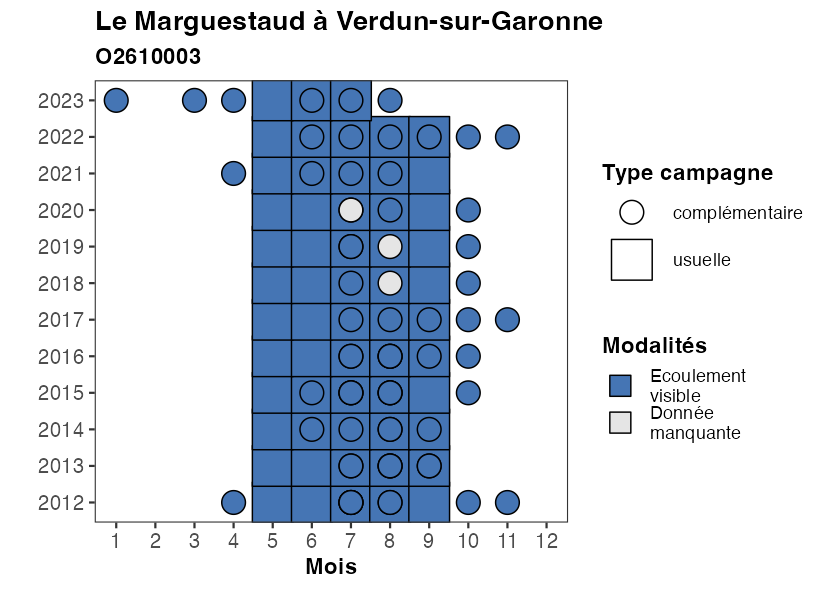 Le Marguestaud à Verdun-sur-Garonne
O2610003
2023
2022
2021
2020
2019
2018
2017
2016
2015
2014
2013
2012
1 2 3 4 5 6 7 8 9 10 11 12
Mois
Type campagne
complémentaire
usuelle
Modalités
Ecoulement
visible
Donnée
manquante